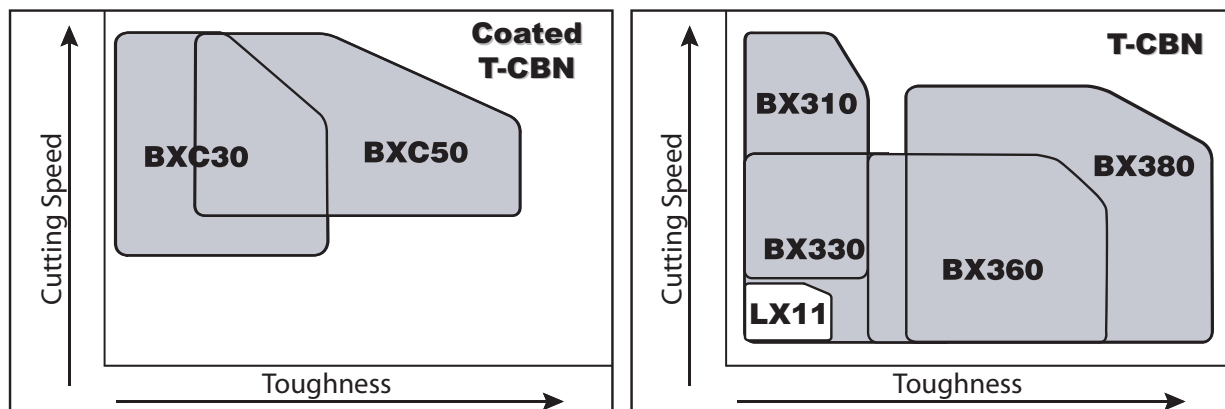 Coated
T-CBN
BXC30
BXC50
Cutting Speed
Toughness
T-CBN
BX310
BX380
BX330
BX360
LX11
Cutting Speed
Toughness